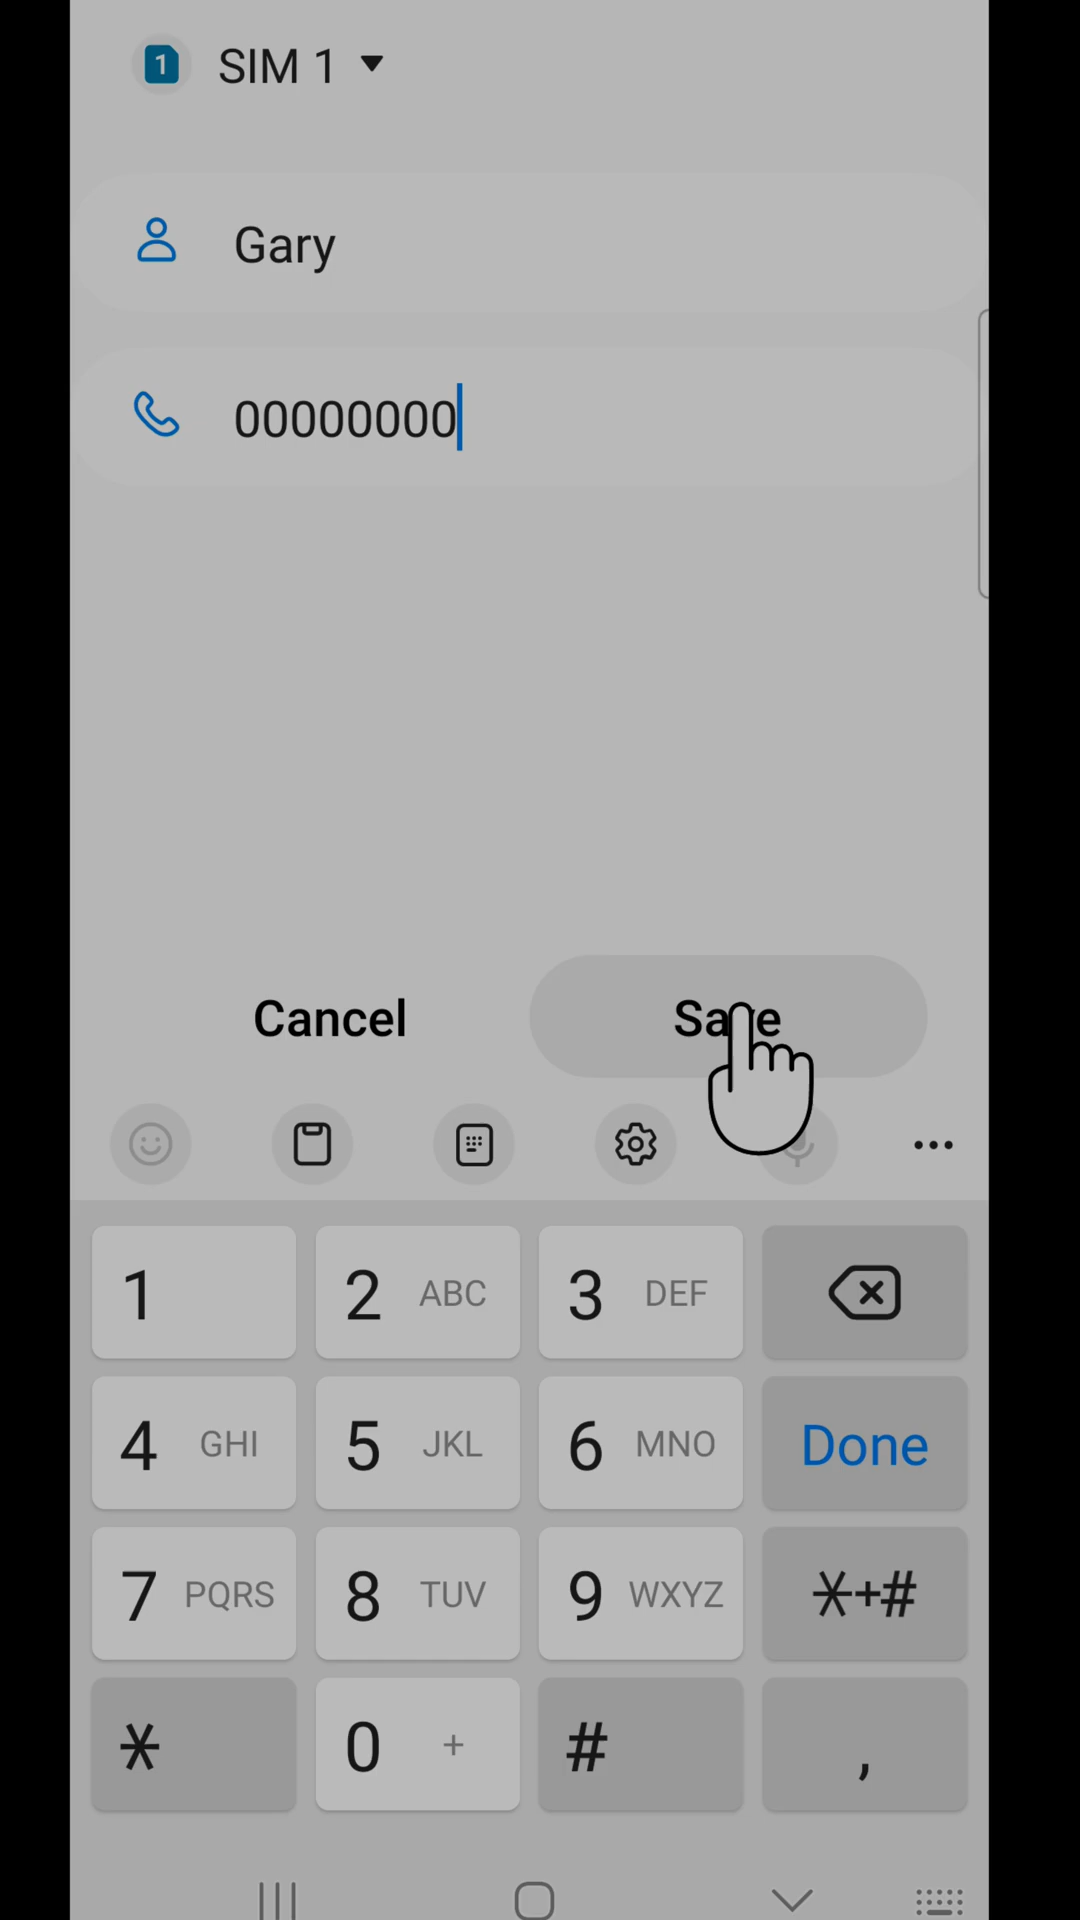 1 SIM 1
Gary
00000000
Cancel Save
1 2 ABC 3 DEF
4 GHI 5 JKL 6 MNO Done
7 PQRS 8 TUV 9 WXYZ *+#
* 0 + # ,